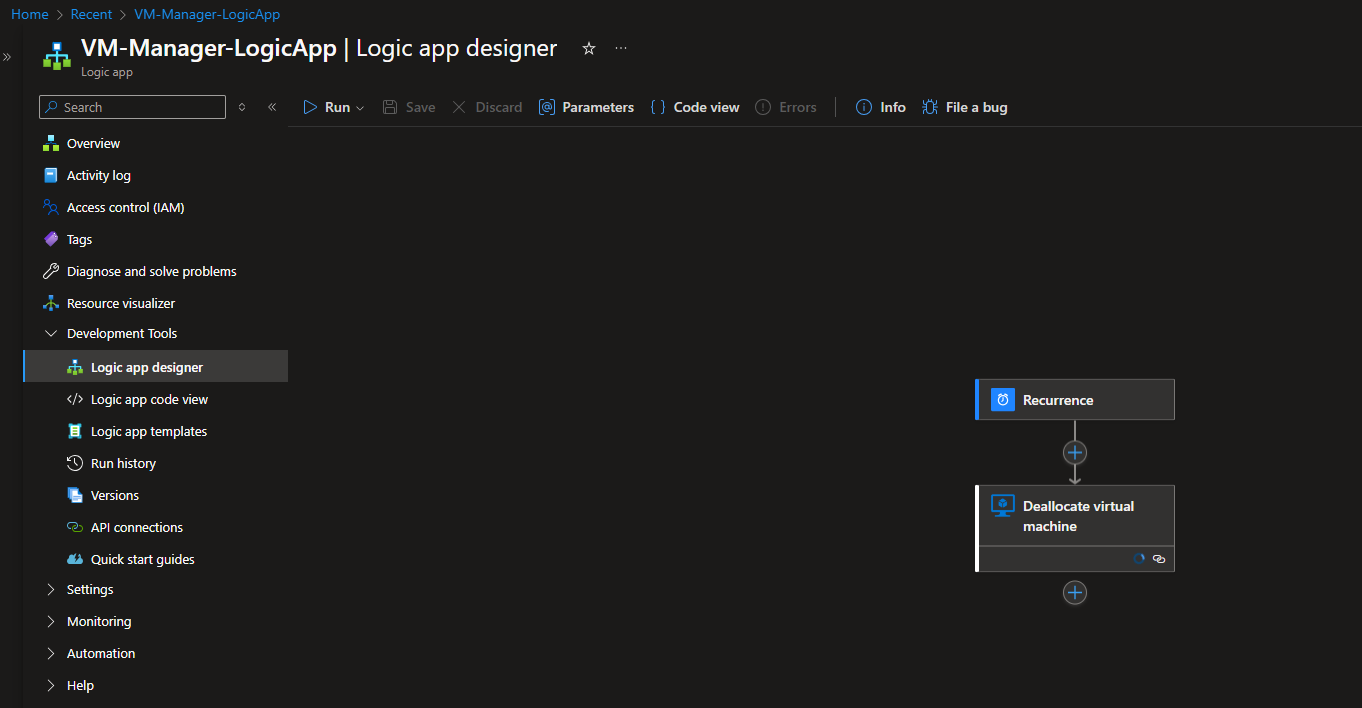 Home > Recent > VM-Manager-LogicApp
VM-Manager-LogicApp | Logic app designer
Logic app
Search
Run
Save
Discard
Parameters
Code view
Errors
Info
File a bug
Overview
Activity log
Access control (IAM)
Tags
Diagnose and solve problems
Resource visualizer
Development Tools
Logic app designer
Logic app code view
Logic app templates
Run history
Versions
API connections
Quick start guides
Settings
Monitoring
Automation
Help
Recurrence
Deallocate virtual
machine